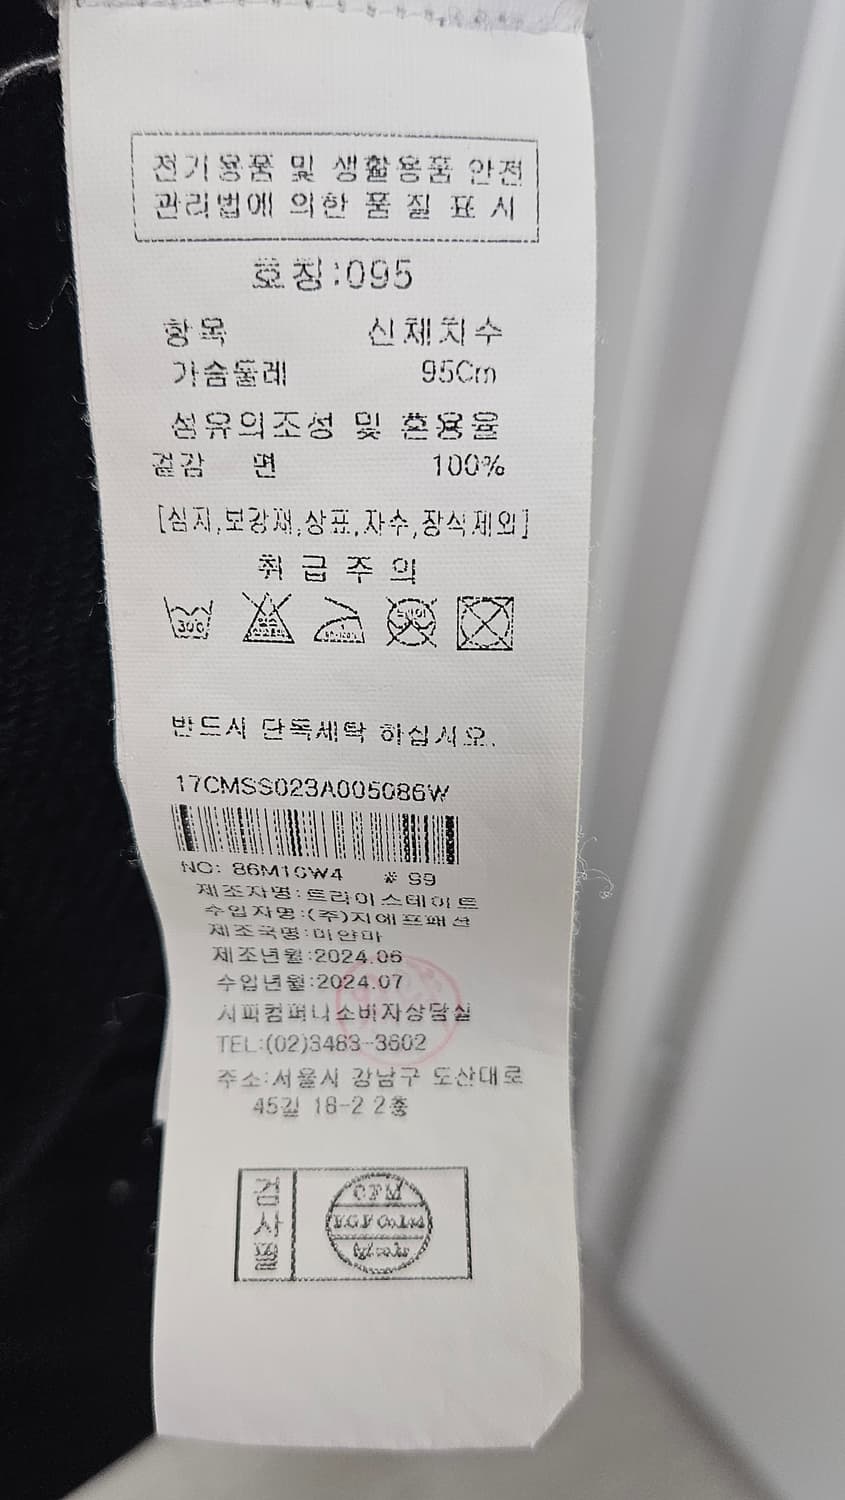 전기용품 및 생활용품 안전
관리법에 의한 품질 표시
호칭:095
항목 신체치수
가슴둘레 95Cm
섬유의조성 및 혼용율
겉감 면 100%
[심지,보강재,상표,자수,장식제외]
취급주의
30℃
반드시 단독세탁 하십시오.
17CMSS023A005086W
NO: 86M10W4 # 99
제조자명:트라이스테이트
수입자명:(주)지에프패션
제조국명:미얀마
제조년월:2024.06
수입년월:2024.07
시피컴퍼니소비자상담실
TEL:(02)3483-3602
주소:서울시 강남구 도산대로
45길 18-2 2층
검사필